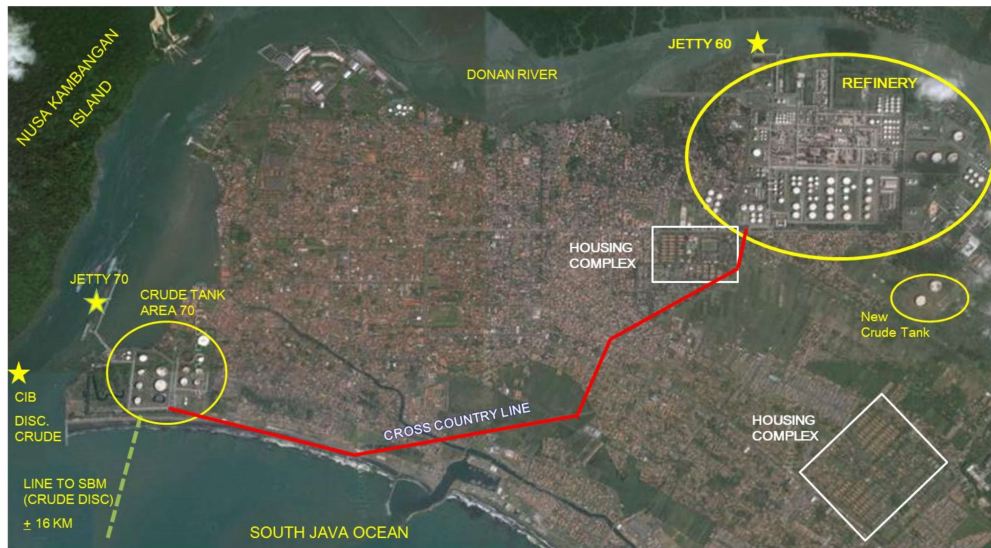 NUSA KAMBANGAN
ISLAND
JETTY 60
DONAN RIVER
REFINERY
HOUSING
COMPLEX
JETTY 70
CRUDE TANK
AREA 70
New
Crude Tank
CIB
DISC.
CRUDE
CROSS COUNTRY LINE
HOUSING
COMPLEX
LINE TO SBM
(CRUDE DISC)
± 16 KM
SOUTH JAVA OCEAN